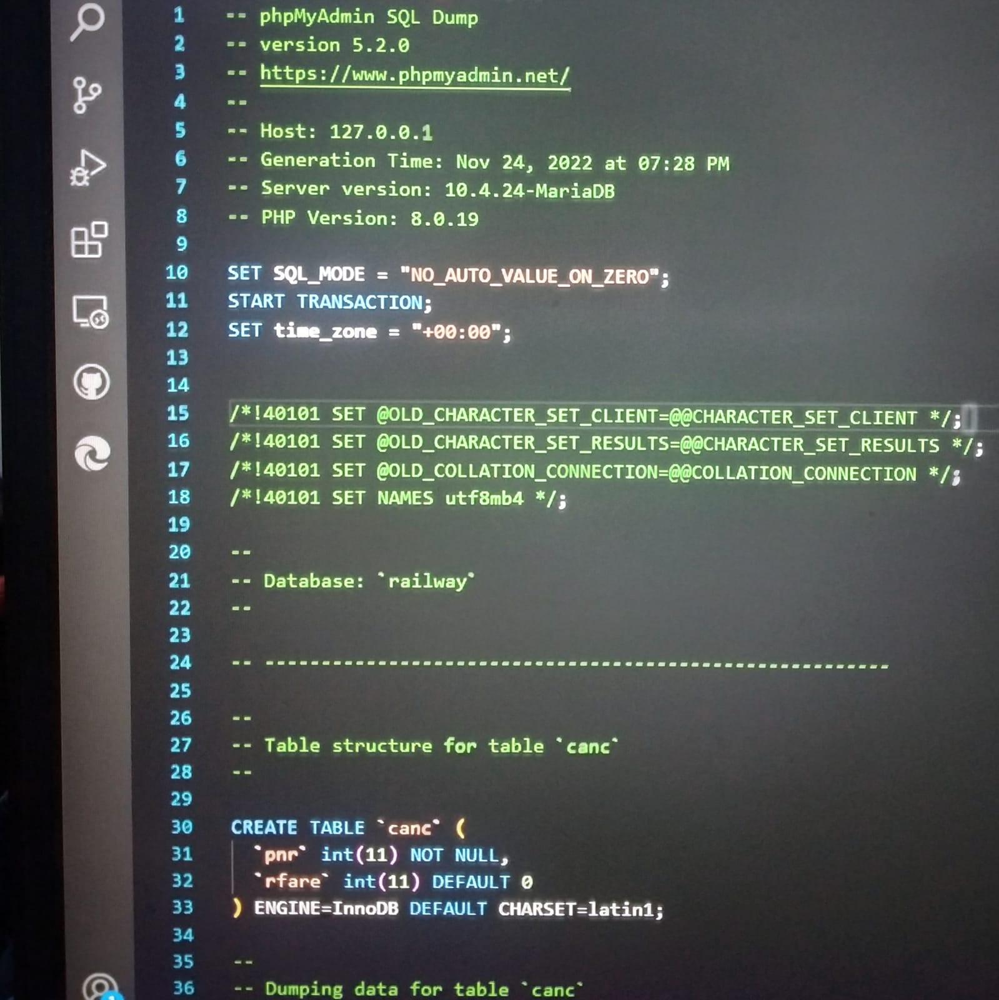 1 -- phpMyAdmin SQL Dump
2 -- version 5.2.0
3 -- https://www.phpmyadmin.net/
4 --
5 -- Host: 127.0.0.1
6 -- Generation Time: Nov 24, 2022 at 07:28 PM
7 -- Server version: 10.4.24-MariaDB
8 -- PHP Version: 8.0.19
9
10 SET SQL_MODE = "NO_AUTO_VALUE_ON_ZERO";
11 START TRANSACTION;
12 SET time_zone = "+00:00";
13
14
15 /*!40101 SET @OLD_CHARACTER_SET_CLIENT=@@CHARACTER_SET_CLIENT */;
16 /*!40101 SET @OLD_CHARACTER_SET_RESULTS=@@CHARACTER_SET_RESULTS */;
17 /*!40101 SET @OLD_COLLATION_CONNECTION=@@COLLATION_CONNECTION */;
18 /*!40101 SET NAMES utf8mb4 */;
19
20 --
21 -- Database: `railway`
22 --
23
24 -- --------------------------------------------------------
25
26 --
27 -- Table structure for table `canc`
28 --
29
30 CREATE TABLE `canc` (
31 `pnr` int(11) NOT NULL,
32 `rfare` int(11) DEFAULT 0
33 ) ENGINE=InnoDB DEFAULT CHARSET=latin1;
34
35 --
36 -- Dumping data for table `canc`